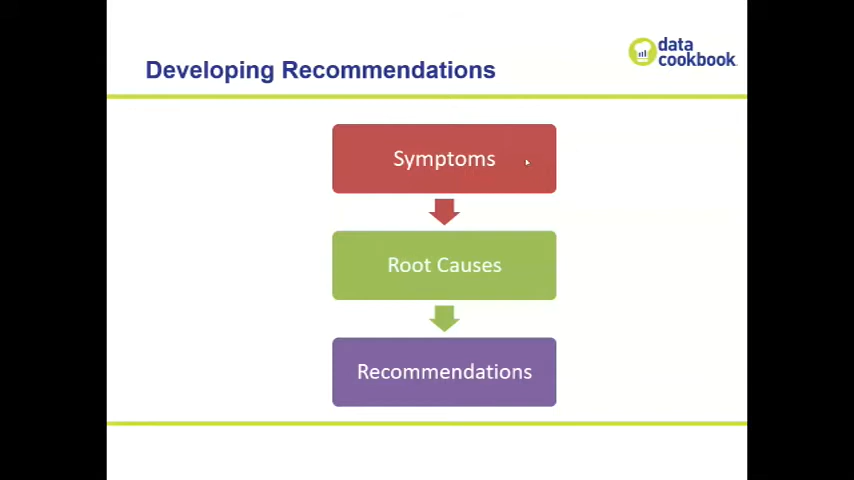 Developing Recommendations
data
cookbook
Symptoms
Root Causes
Recommendations